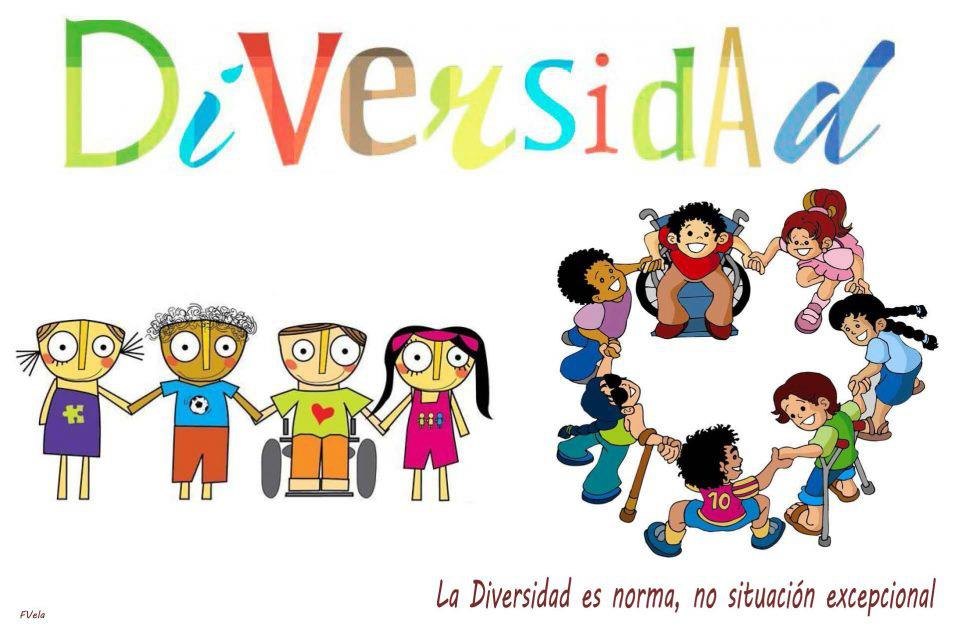 DiVersidAd
10
La Diversidad es norma, no situación excepcional
FVela